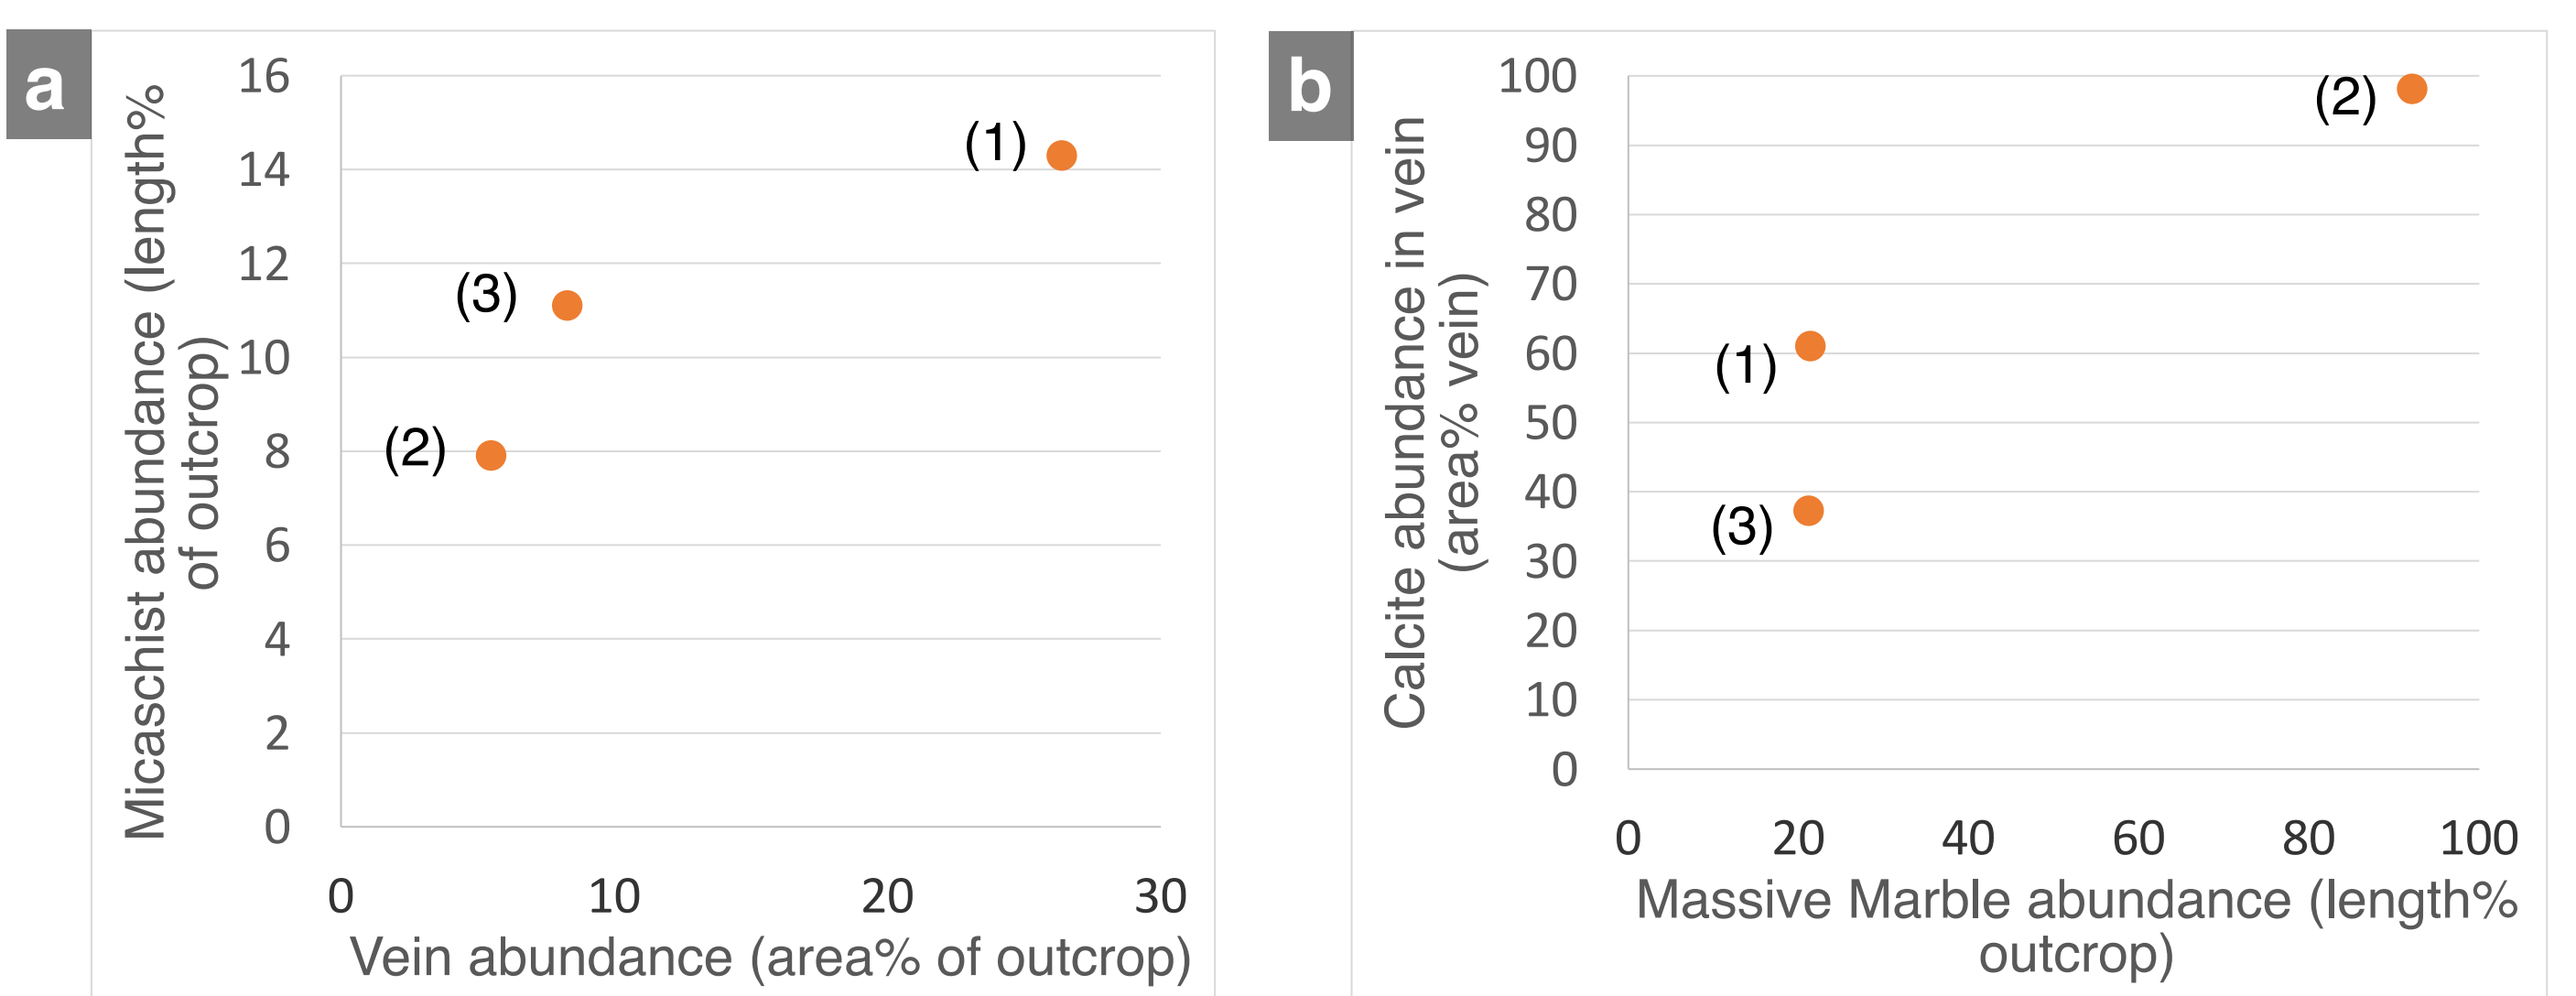 a
Micaschist abundance (length%
of outcrop)
16
14
12
10
8
6
4
2
0
(1)
(3)
(2)
0 10 20 30
Vein abundance (area% of outcrop)
b
Calcite abundance in vein
(area% vein)
100
90
80
70
60
50
40
30
20
10
0
(2)
(1)
(3)
0 20 40 60 80 100
Massive Marble abundance (length%
outcrop)